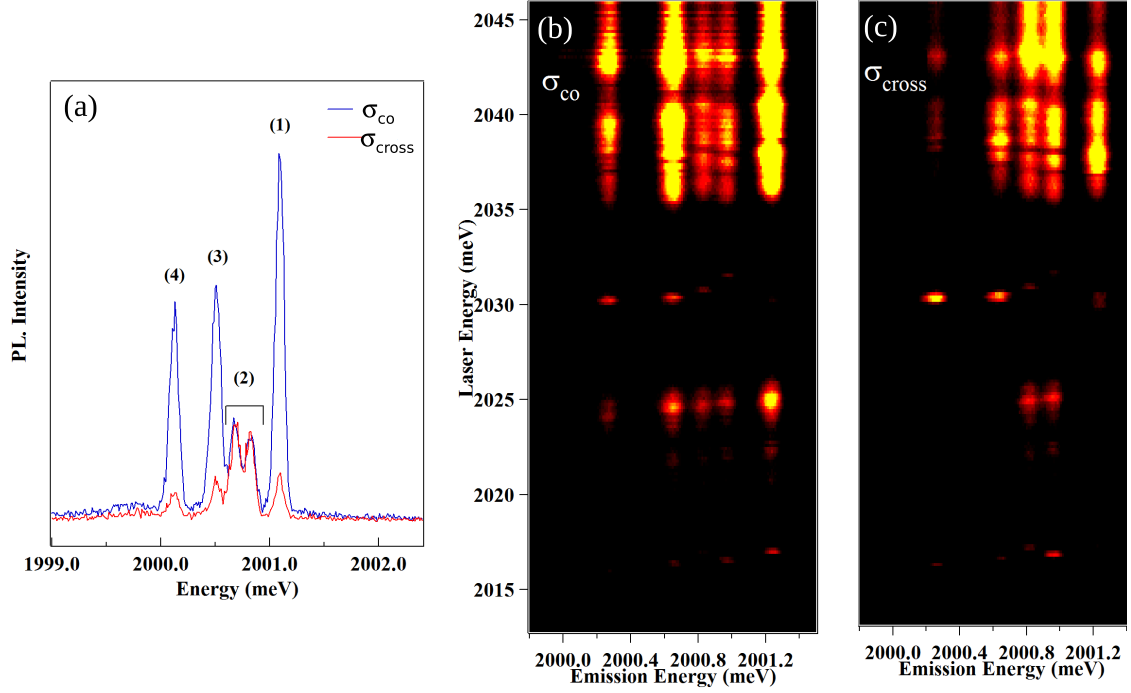 (a)
σco
σcross
(1)
(3)
(4)
(2)
PL. Intensity
1999.0 2000.0 2001.0 2002.0
Energy (meV)
(b)
σco
2045
2040
2035
2030
2025
2020
2015
Laser Energy (meV)
2000.0 2000.4 2000.8 2001.2
Emission Energy (meV)
(c)
σcross
2000.0 2000.4 2000.8 2001.2
Emission Energy (meV)